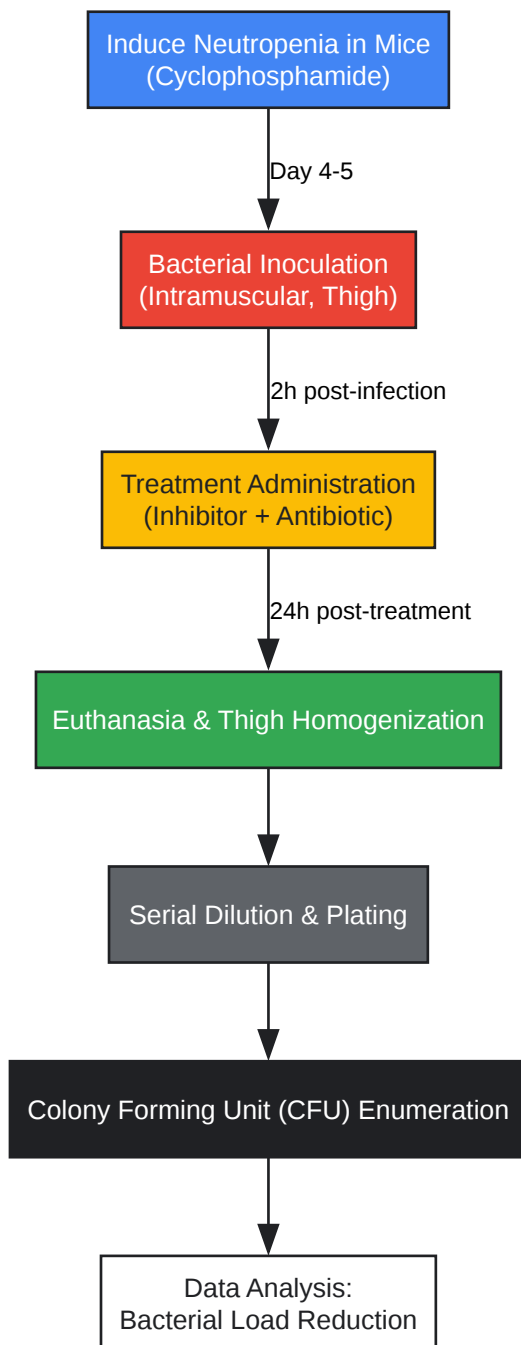 Induce Neutropenia in Mice
(Cyclophosphamide)
Day 4-5
Bacterial Inoculation
(Intramuscular, Thigh)
2h post-infection
Treatment Administration
(Inhibitor + Antibiotic)
24h post-treatment
Euthanasia & Thigh Homogenization
Serial Dilution & Plating
Colony Forming Unit (CFU) Enumeration
Data Analysis:
Bacterial Load Reduction